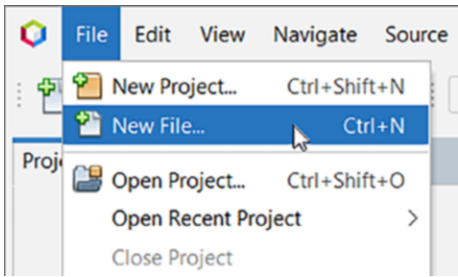 File Edit View Navigate Source
New Project... Ctrl+Shift+N
New File... Ctrl+N
Open Project... Ctrl+Shift+O
Open Recent Project >
Close Project